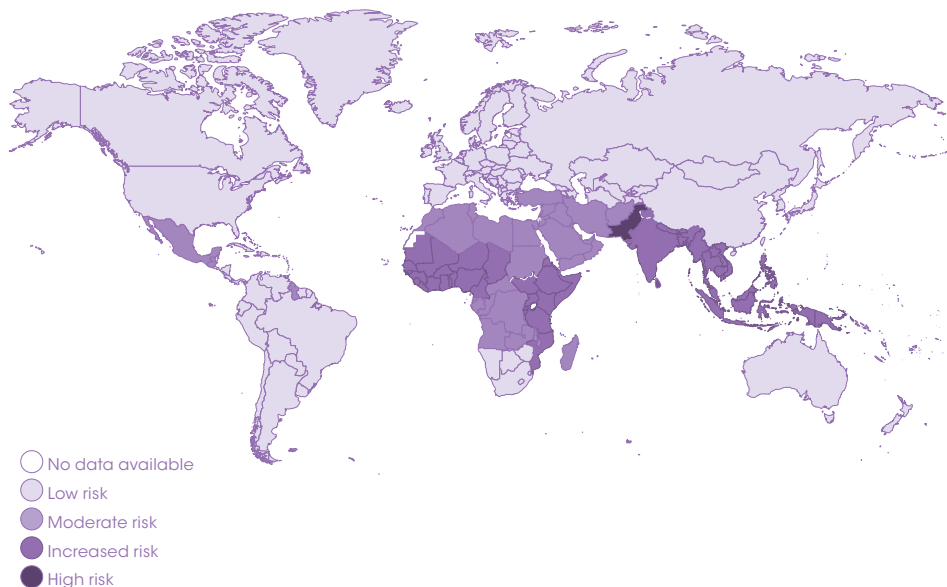 No data available
Low risk
Moderate risk
Increased risk
High risk